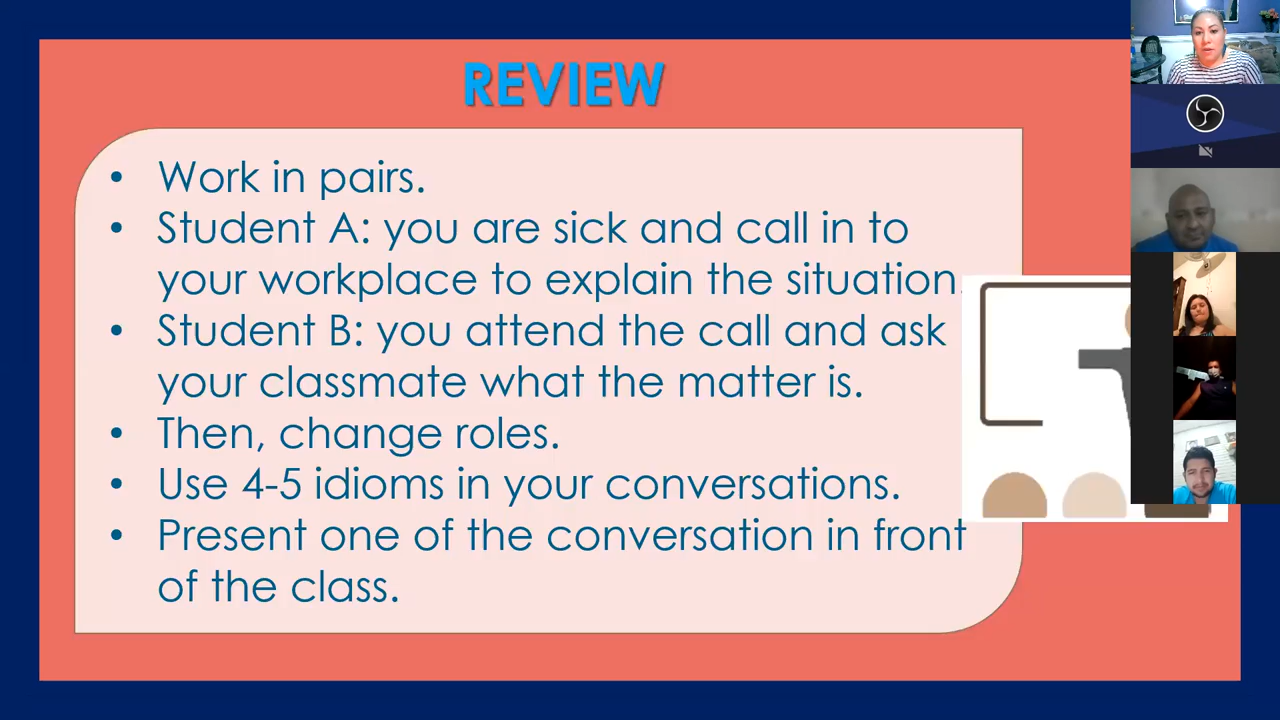 REVIEW
• Work in pairs.
• Student A: you are sick and call in to
your workplace to explain the situation.
• Student B: you attend the call and ask
your classmate what the matter is.
• Then, change roles.
• Use 4-5 idioms in your conversations.
• Present one of the conversation in front
of the class.